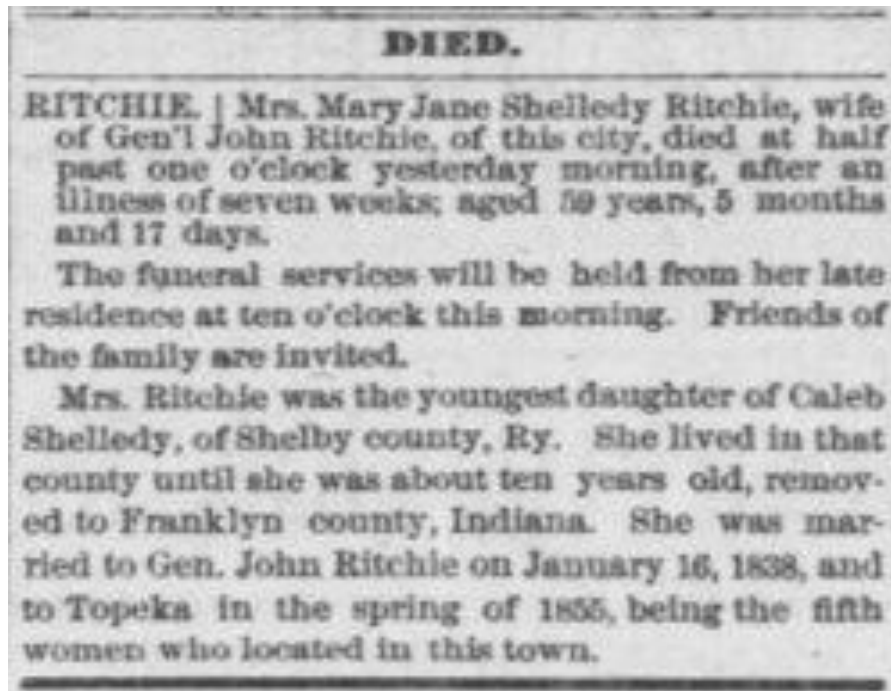 DIED.
RITCHIE. | Mrs. Mary Jane Shelledy Ritchie, wife
of Gen'l John Ritchie, of this city, died at half
past one o'clock yesterday morning, after an
illness of seven weeks; aged 59 years, 5 months
and 17 days.
The funeral services will be held from her late
residence at ten o'clock this morning. Friends of
the family are invited.
Mrs. Ritchie was the youngest daughter of Caleb
Shelledy, of Shelby county, Ry. She lived in that
county until she was about ten years old, remov-
ed to Franklyn county, Indiana. She was mar-
ried to Gen. John Ritchie on January 16, 1838, and
to Topeka in the spring of 1855, being the fifth
women who located in this town.